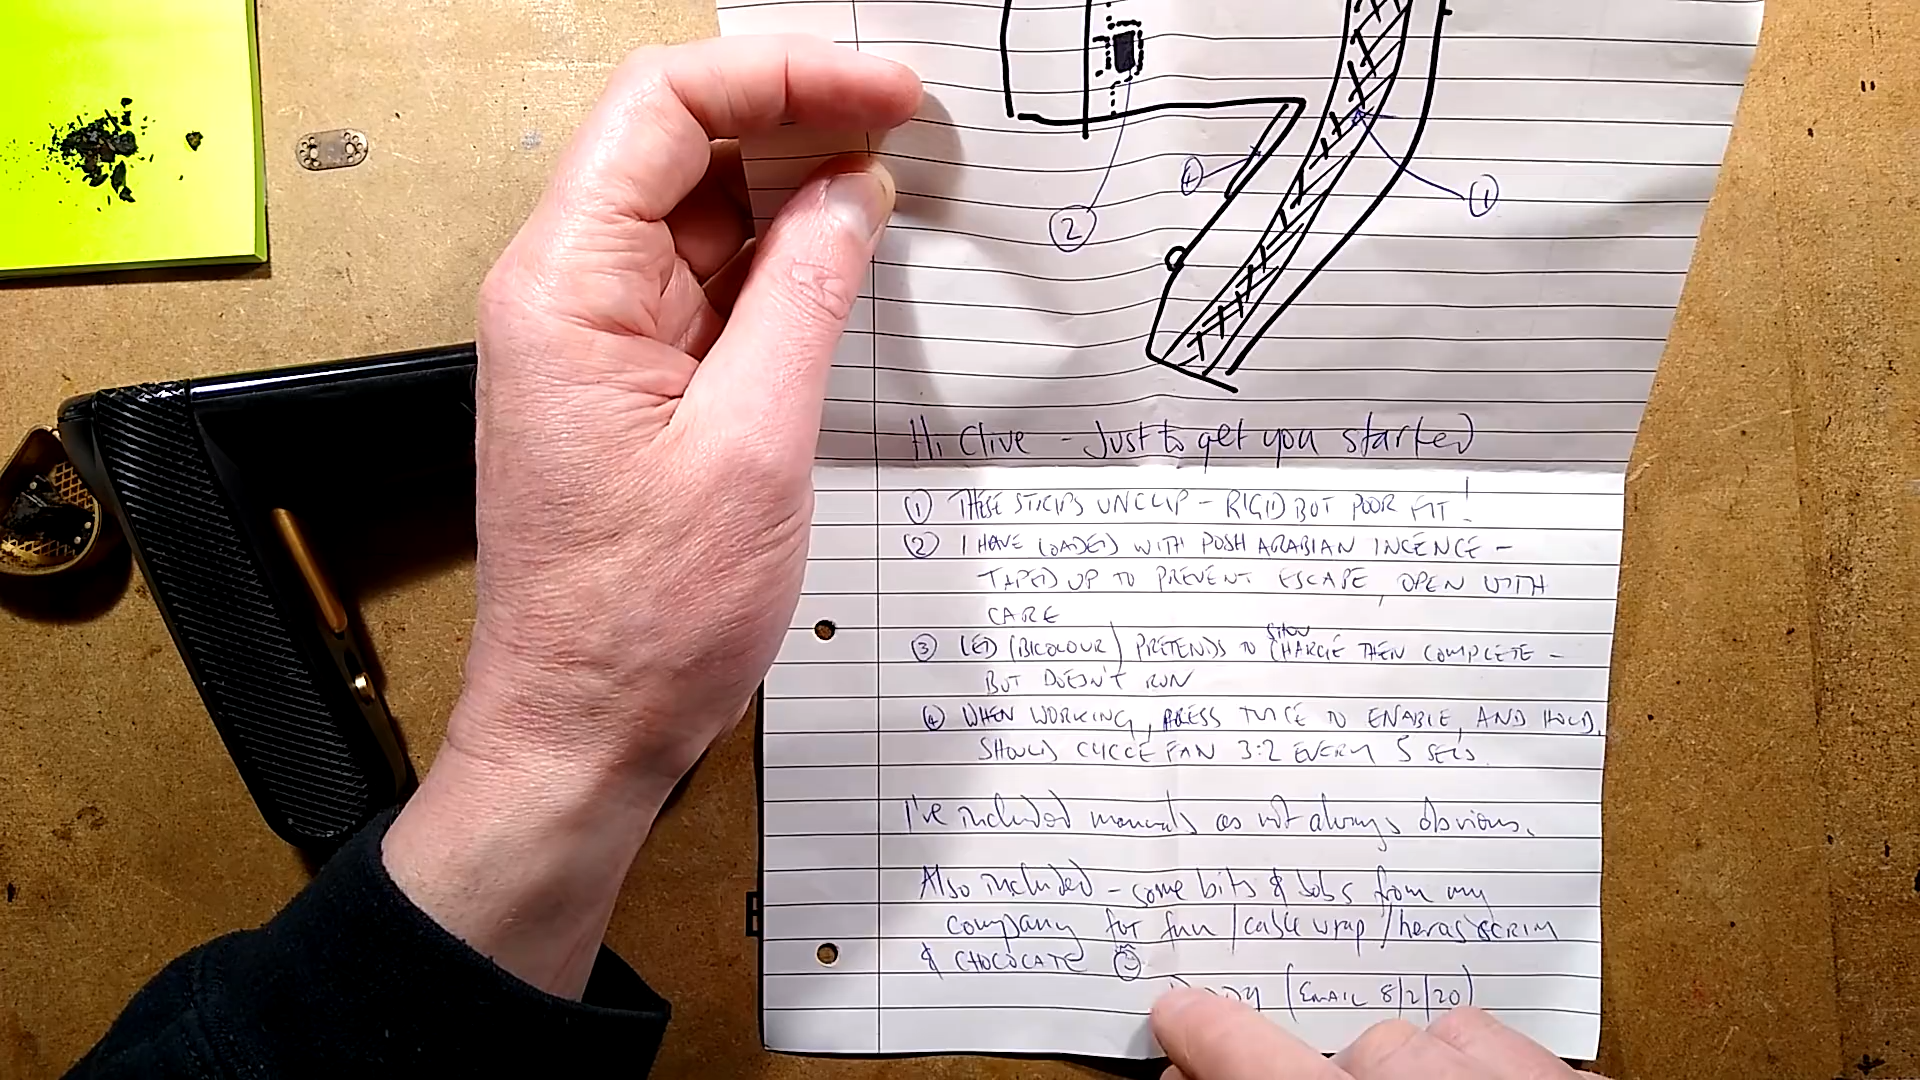 ②
④
①
Hi Clive - Just to get you started
① THESE STRIPS UNCLIP - RIGID BUT POOR FIT!
② I HAVE LOADED WITH POSH ARABIAN INCENCE -
TAPED UP TO PREVENT ESCAPE, OPEN WITH
CARE
③ LED (BICOLOUR) PRETENDS TO SHOW CHARGE THEN COMPLETE -
BUT DOESN'T RUN
④ WHEN WORKING, PRESS TWICE TO ENABLE, AND HOLD,
SHOULD CYCLE FAN 3:2 EVERY 5 SECS.
I've included manuals as not always obvious.
Also included - some bits & bobs from my
company for fun / cable wrap / heras scrim
& CHOCOLATE
(EMAIL 8/2/20)